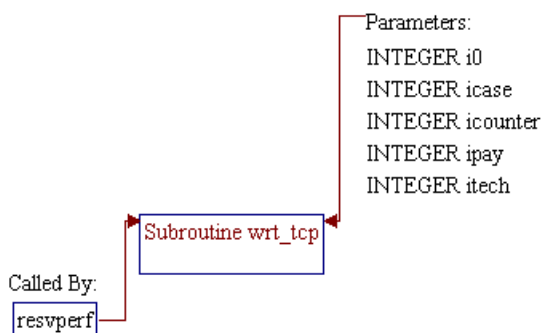 Parameters:
INTEGER i0
INTEGER icase
INTEGER icounter
INTEGER ipay
INTEGER itech
Subroutine wrt_tcp
Called By:
resvperf